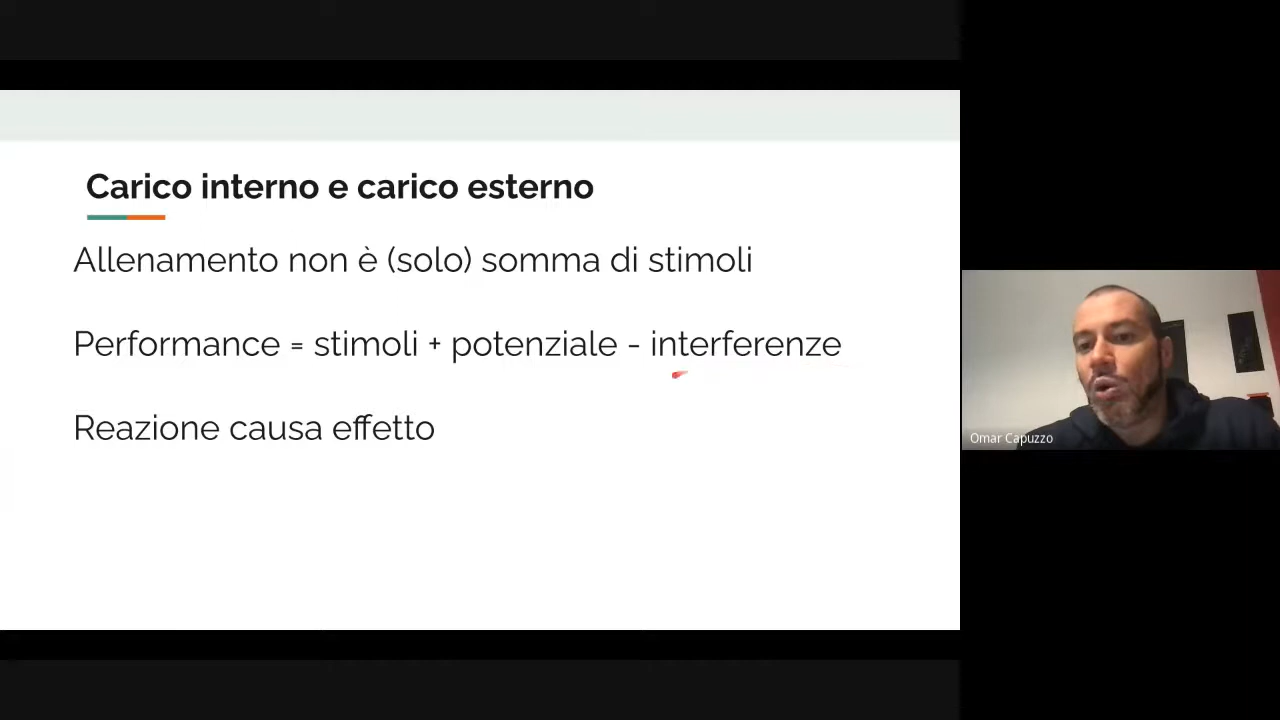 Carico interno e carico esterno
Allenamento non è (solo) somma di stimoli
Performance = stimoli + potenziale - interferenze
Reazione causa effetto
Omar Capuzzo